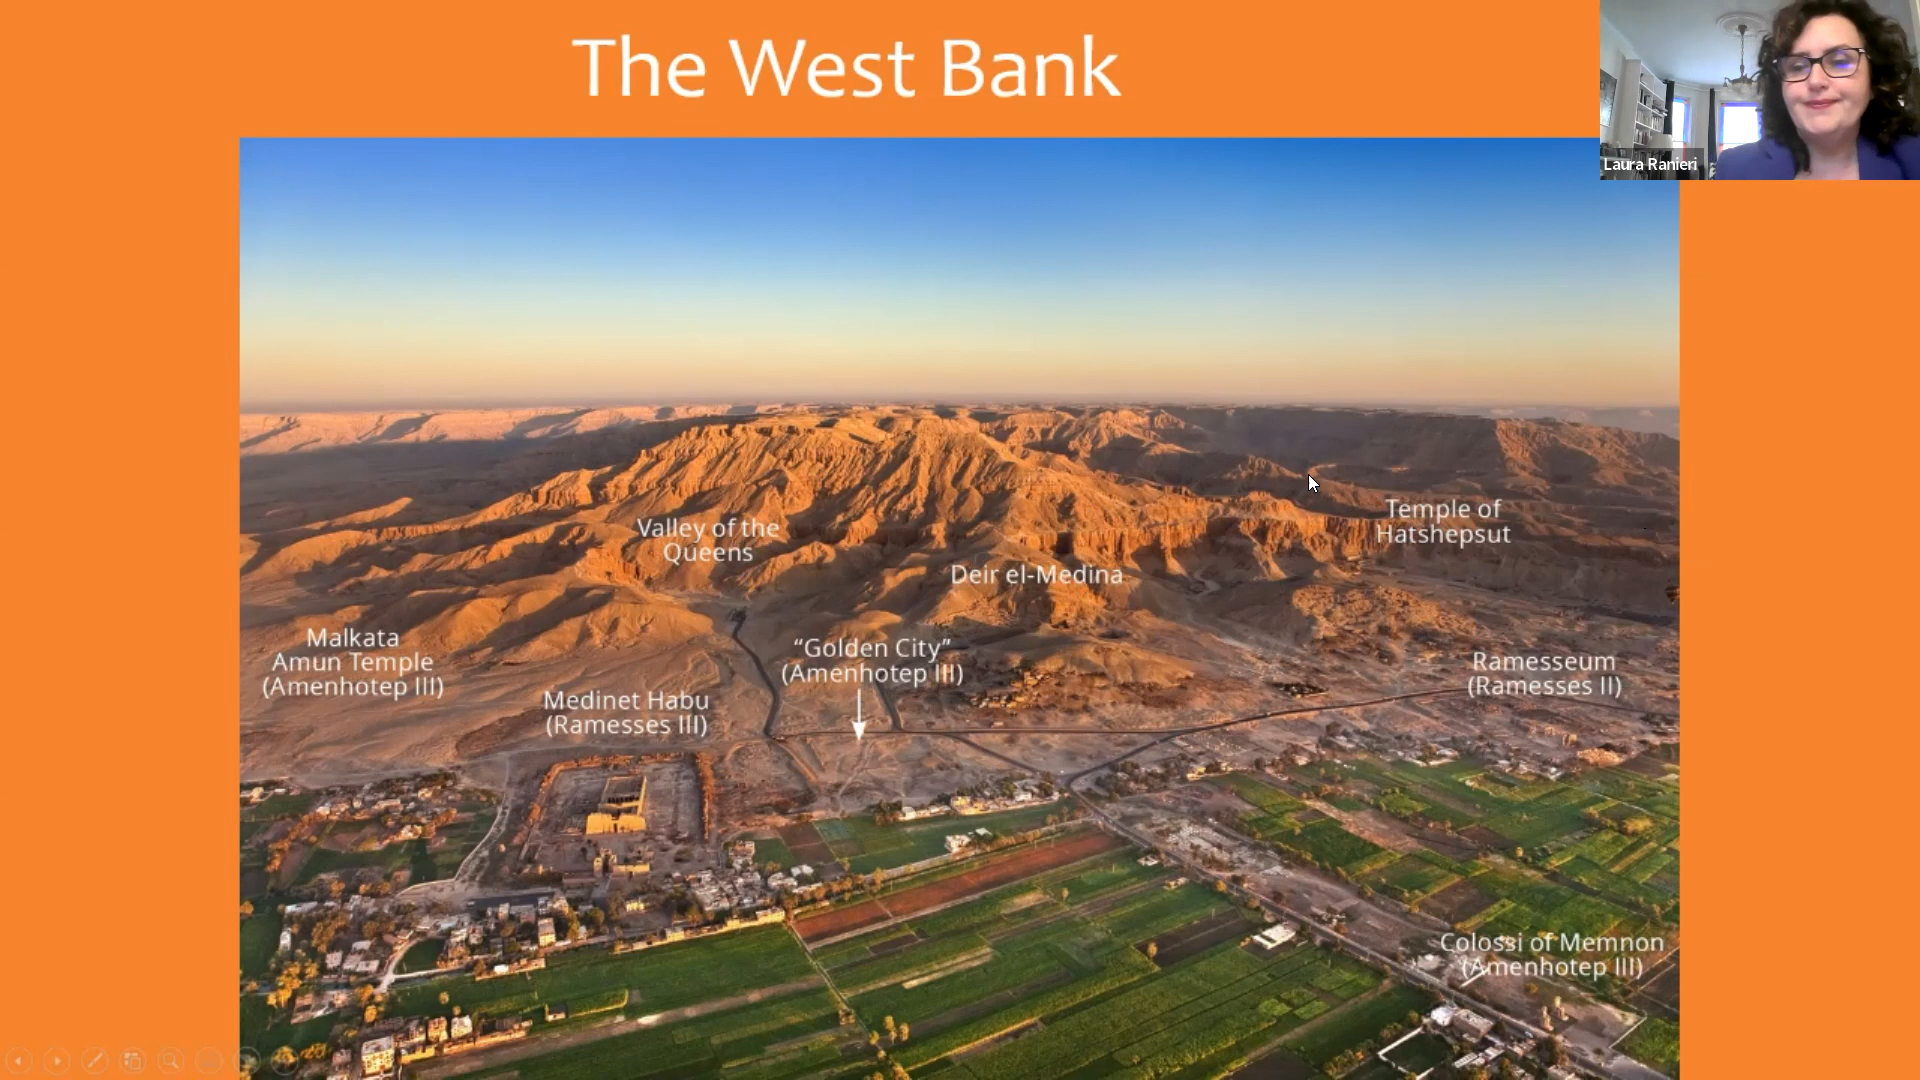 The West Bank
Laura Ranieri
Valley of the
Queens
Temple of
Hatshepsut
Deir el-Medina
Malkata
Amun Temple
(Amenhotep III)
“Golden City”
(Amenhotep III)
Medinet Habu
(Ramesses III)
Ramesseum
(Ramesses II)
Colossi of Memnon
(Amenhotep III)